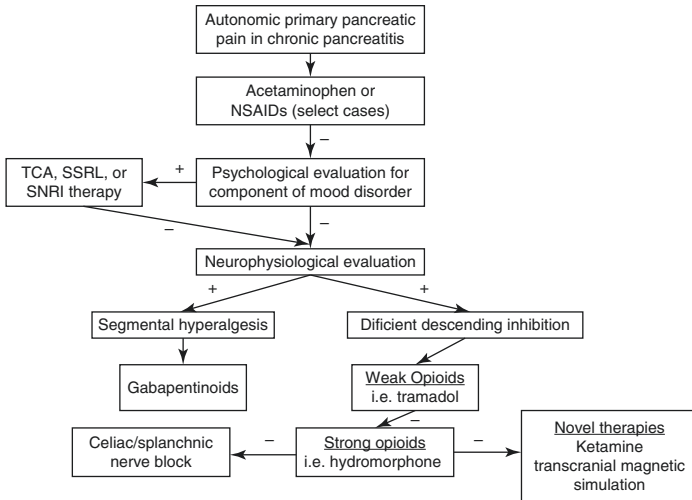 Autonomic primary pancreatic
pain in chronic pancreatitis
Acetaminophen or
NSAIDs (select cases)
–
TCA, SSRL, or
SNRI therapy
+
Psychological evaluation for
component of mood disorder
–
–
Neurophysiological evaluation
+
+
Segmental hyperalgesis
Dificient descending inhibition
Gabapentinoids
Weak Opioids
i.e. tramadol
–
Celiac/splanchnic
nerve block
–
Strong opioids
i.e. hydromorphone
–
Novel therapies
Ketamine
transcranial magnetic
simulation